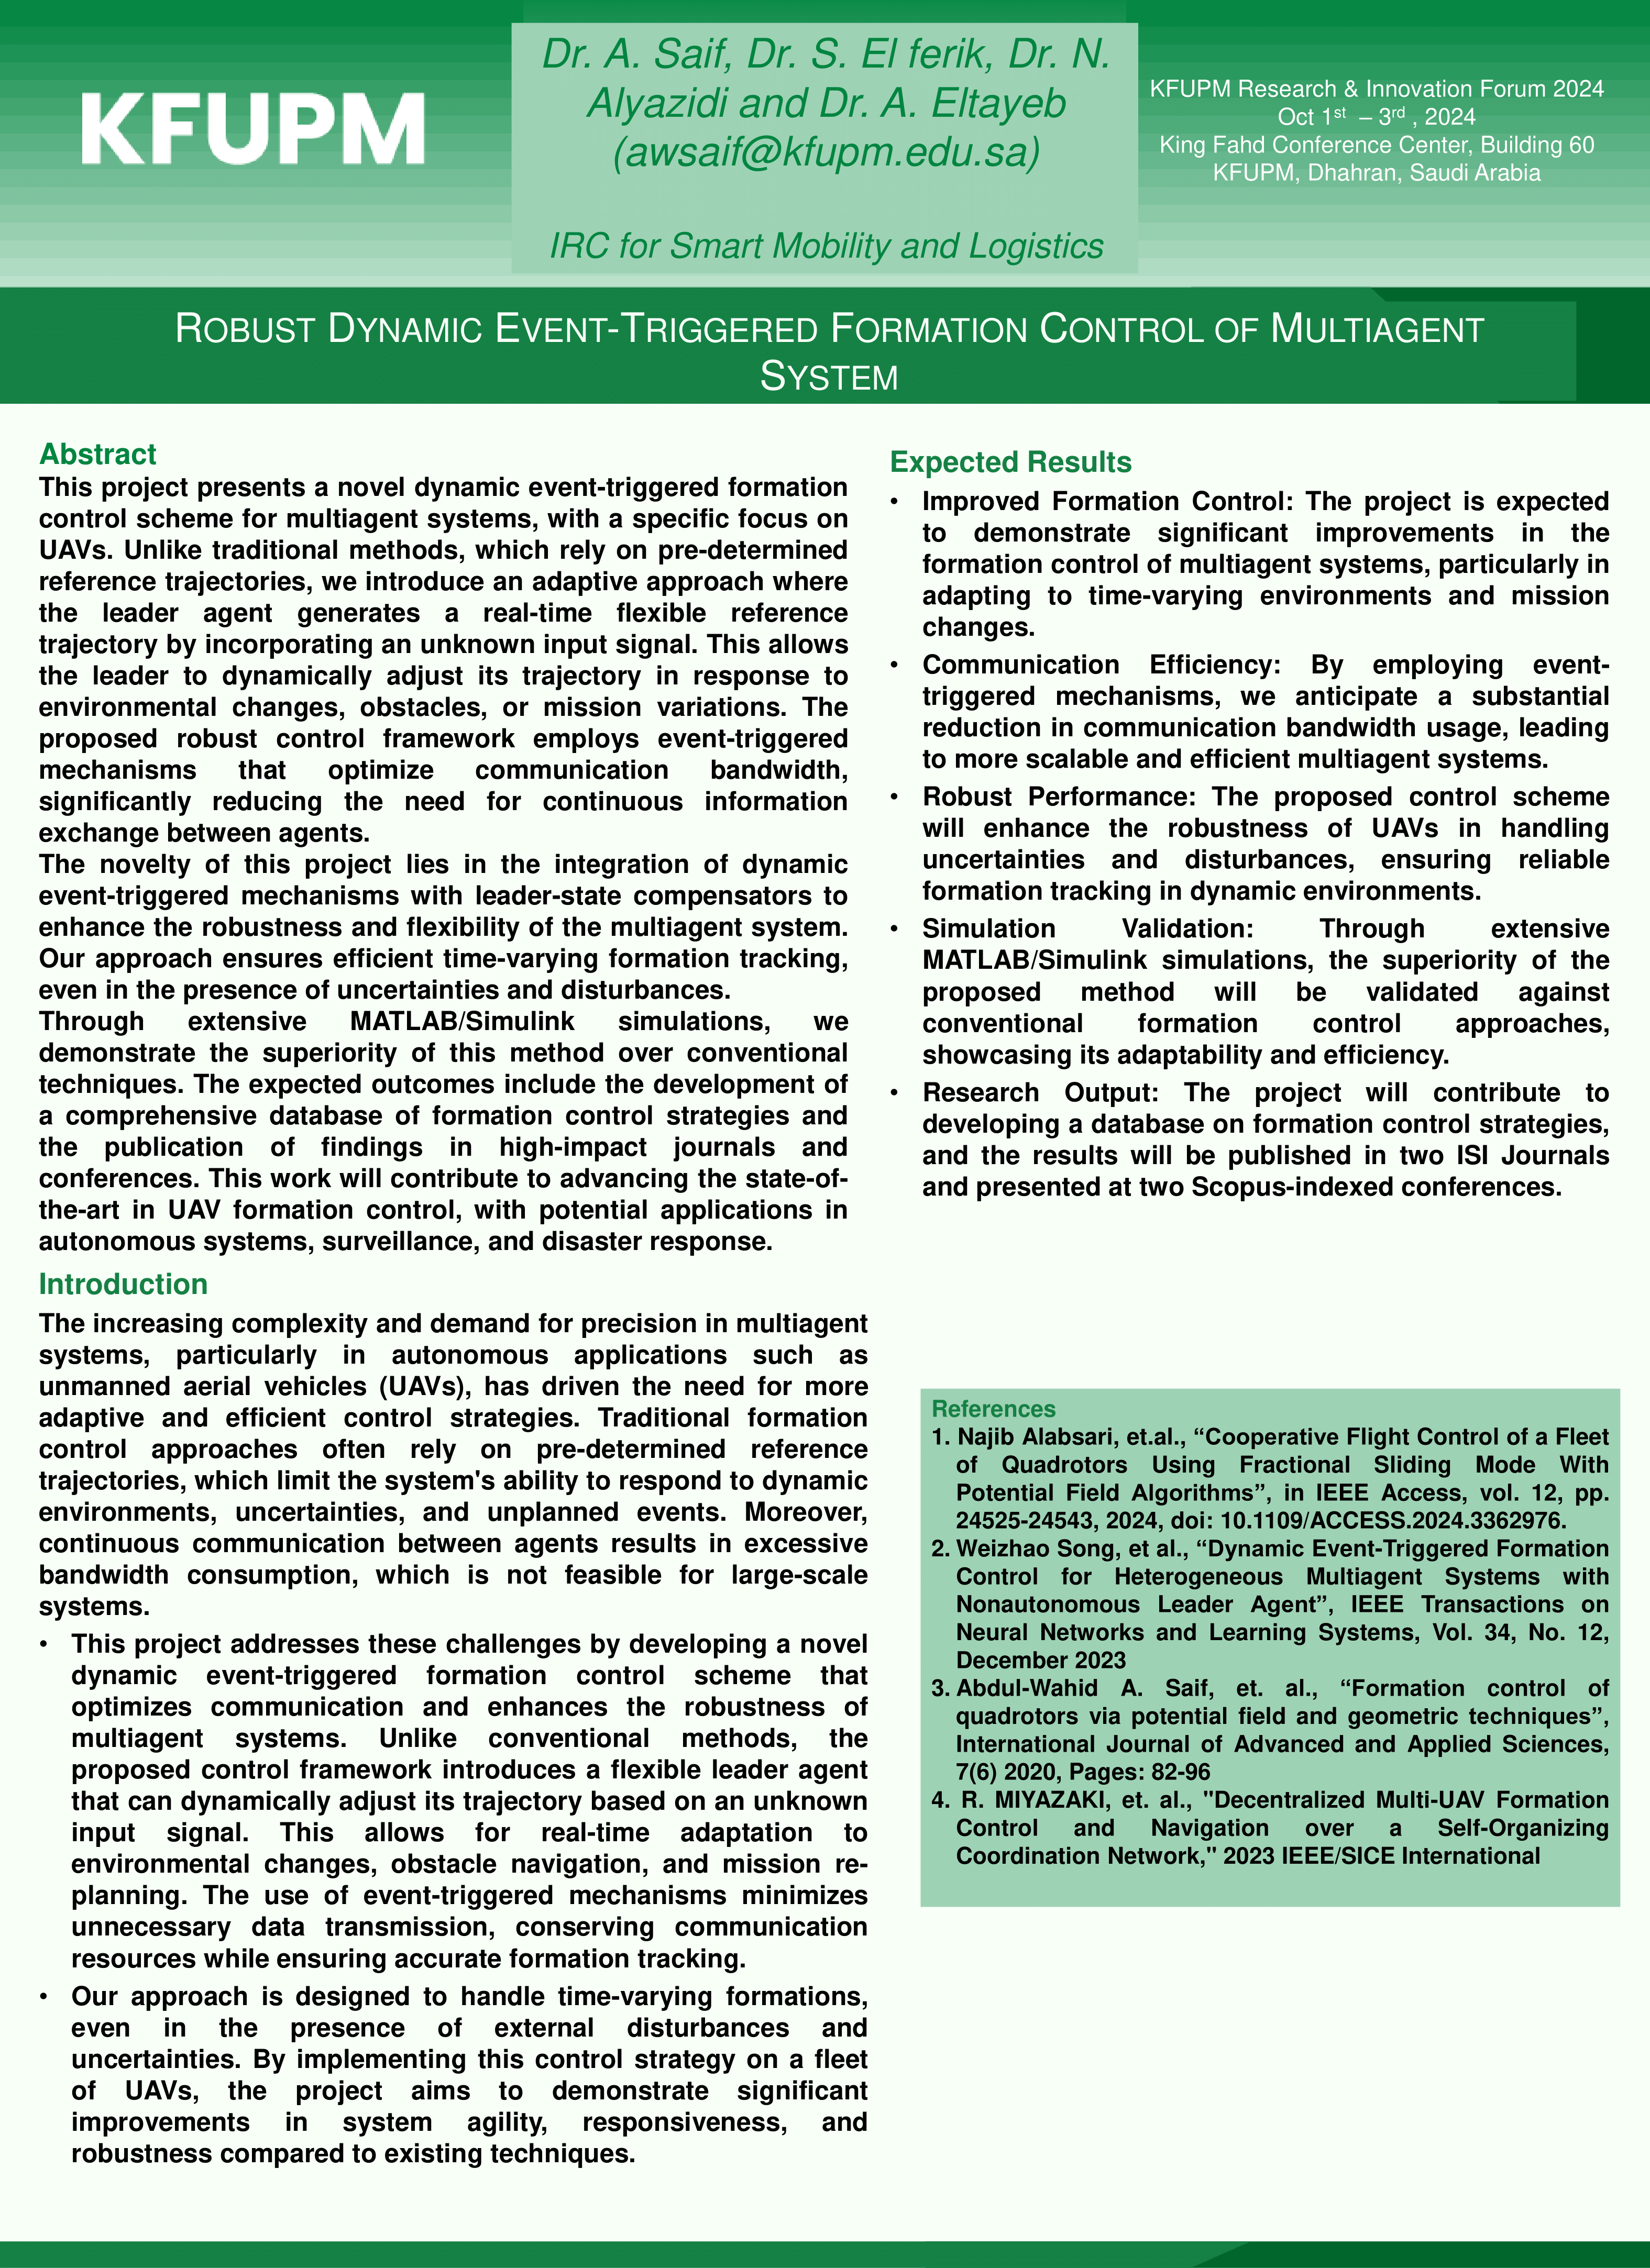 KFUPM
Dr. A. Saif, Dr. S. El ferik, Dr. N.
Alyazidi and Dr. A. Eltayeb
(awsaif@kfupm.edu.sa)
IRC for Smart Mobility and Logistics
KFUPM Research & Innovation Forum 2024
Oct 1st – 3rd , 2024
King Fahd Conference Center, Building 60
KFUPM, Dhahran, Saudi Arabia
ROBUST DYNAMIC EVENT-TRIGGERED FORMATION CONTROL OF MULTIAGENT
SYSTEM
Abstract
This project presents a novel dynamic event-triggered formation
control scheme for multiagent systems, with a specific focus on
UAVs. Unlike traditional methods, which rely on pre-determined
reference trajectories, we introduce an adaptive approach where
the leader agent generates a real-time flexible reference
trajectory by incorporating an unknown input signal. This allows
the leader to dynamically adjust its trajectory in response to
environmental changes, obstacles, or mission variations. The
proposed robust control framework employs event-triggered
mechanisms that optimize communication bandwidth,
significantly reducing the need for continuous information
exchange between agents.
The novelty of this project lies in the integration of dynamic
event-triggered mechanisms with leader-state compensators to
enhance the robustness and flexibility of the multiagent system.
Our approach ensures efficient time-varying formation tracking,
even in the presence of uncertainties and disturbances.
Through extensive MATLAB/Simulink simulations, we
demonstrate the superiority of this method over conventional
techniques. The expected outcomes include the development of
a comprehensive database of formation control strategies and
the publication of findings in high-impact journals and
conferences. This work will contribute to advancing the state-of-
the-art in UAV formation control, with potential applications in
autonomous systems, surveillance, and disaster response.
Introduction
The increasing complexity and demand for precision in multiagent
systems, particularly in autonomous applications such as
unmanned aerial vehicles (UAVs), has driven the need for more
adaptive and efficient control strategies. Traditional formation
control approaches often rely on pre-determined reference
trajectories, which limit the system's ability to respond to dynamic
environments, uncertainties, and unplanned events. Moreover,
continuous communication between agents results in excessive
bandwidth consumption, which is not feasible for large-scale
systems.
• This project addresses these challenges by developing a novel
dynamic event-triggered formation control scheme that
optimizes communication and enhances the robustness of
multiagent systems. Unlike conventional methods, the
proposed control framework introduces a flexible leader agent
that can dynamically adjust its trajectory based on an unknown
input signal. This allows for real-time adaptation to
environmental changes, obstacle navigation, and mission re-
planning. The use of event-triggered mechanisms minimizes
unnecessary data transmission, conserving communication
resources while ensuring accurate formation tracking.
• Our approach is designed to handle time-varying formations,
even in the presence of external disturbances and
uncertainties. By implementing this control strategy on a fleet
of UAVs, the project aims to demonstrate significant
improvements in system agility, responsiveness, and
robustness compared to existing techniques.
Expected Results
• Improved Formation Control: The project is expected
to demonstrate significant improvements in the
formation control of multiagent systems, particularly in
adapting to time-varying environments and mission
changes.
• Communication Efficiency: By employing event-
triggered mechanisms, we anticipate a substantial
reduction in communication bandwidth usage, leading
to more scalable and efficient multiagent systems.
• Robust Performance: The proposed control scheme
will enhance the robustness of UAVs in handling
uncertainties and disturbances, ensuring reliable
formation tracking in dynamic environments.
• Simulation Validation: Through extensive
MATLAB/Simulink simulations, the superiority of the
proposed method will be validated against
conventional formation control approaches,
showcasing its adaptability and efficiency.
• Research Output: The project will contribute to
developing a database on formation control strategies,
and the results will be published in two ISI Journals
and presented at two Scopus-indexed conferences.
References
1. Najib Alabsari, et.al., “Cooperative Flight Control of a Fleet
of Quadrotors Using Fractional Sliding Mode With
Potential Field Algorithms”, in IEEE Access, vol. 12, pp.
24525-24543, 2024, doi: 10.1109/ACCESS.2024.3362976.
2. Weizhao Song, et al., “Dynamic Event-Triggered Formation
Control for Heterogeneous Multiagent Systems with
Nonautonomous Leader Agent”, IEEE Transactions on
Neural Networks and Learning Systems, Vol. 34, No. 12,
December 2023
3. Abdul-Wahid A. Saif, et. al., “Formation control of
quadrotors via potential field and geometric techniques”,
International Journal of Advanced and Applied Sciences,
7(6) 2020, Pages: 82-96
4. R. MIYAZAKI, et. al., "Decentralized Multi-UAV Formation
Control and Navigation over a Self-Organizing
Coordination Network," 2023 IEEE/SICE International